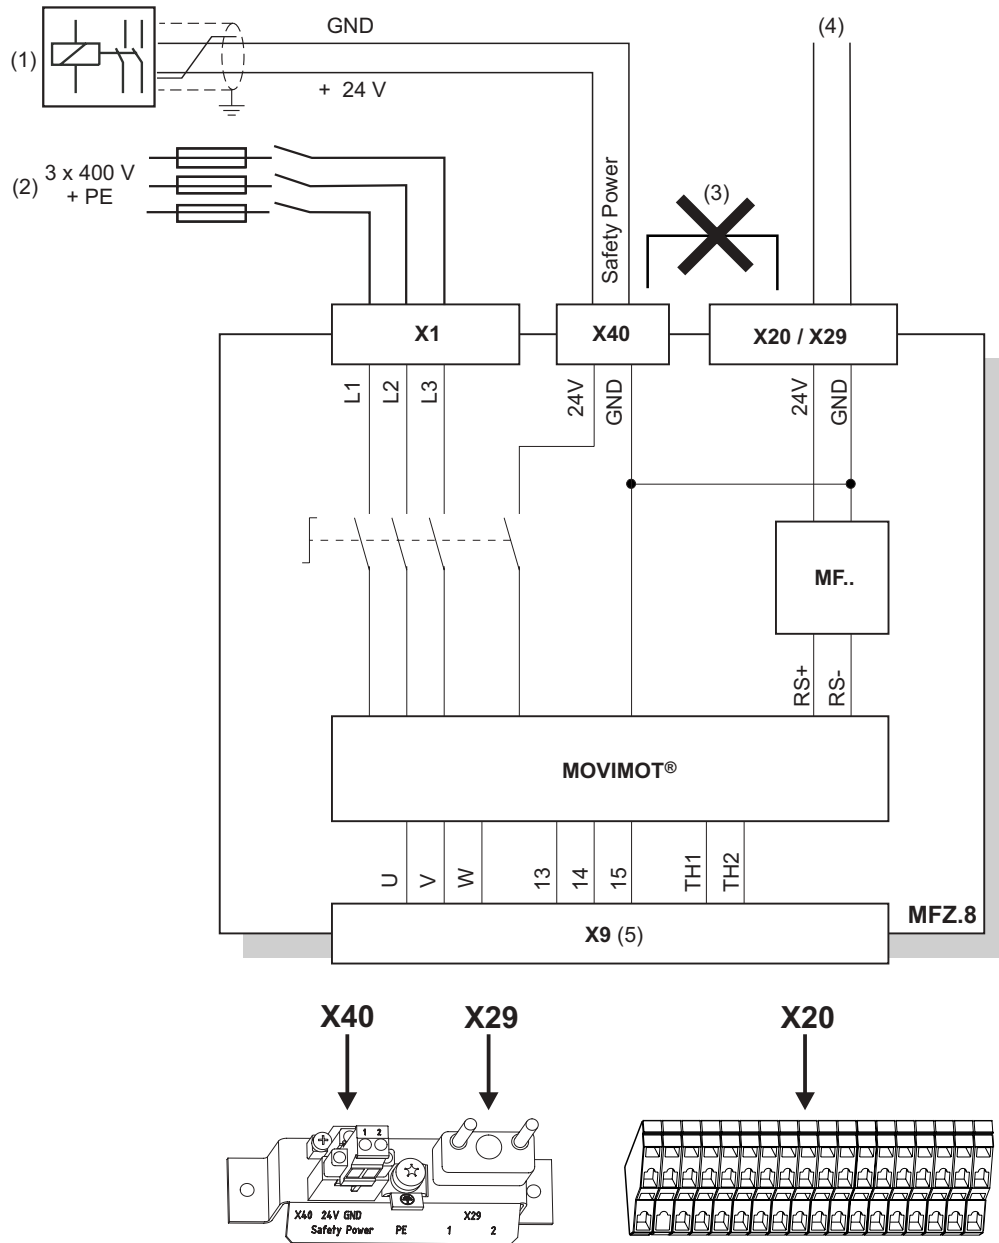 GND
(4)
(1)
+ 24 V
(2)
3 x 400 V
+ PE
Safety Power
(3)
X1
X40
X20 / X29
L1
L2
L3
24V
GND
24V
GND
MF..
RS+
RS-
MOVIMOT®
U
V
W
13
14
15
TH1
TH2
MFZ.8
X9 (5)
X40
X29
X20
1 2
X40 24V GND
X29
Safety Power
PE
1
2